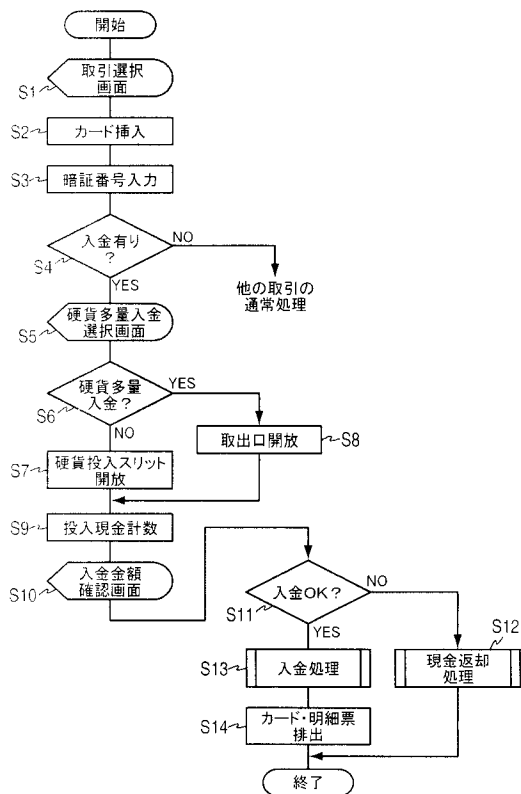 開始
取引選択
画面
S1
カード挿入
S2
暗証番号入力
S3
入金有り
?
S4
NO
YES
他の取引の
通常処理
硬貨多量入金
選択画面
S5
硬貨多量
入金?
S6
YES
NO
取出口開放
S8
硬貨投入スリット
開放
S7
投入現金計数
S9
入金金額
確認画面
S10
入金OK?
S11
NO
YES
S12
現金返却
処理
S13
入金処理
S14
カード・明細票
排出
終了